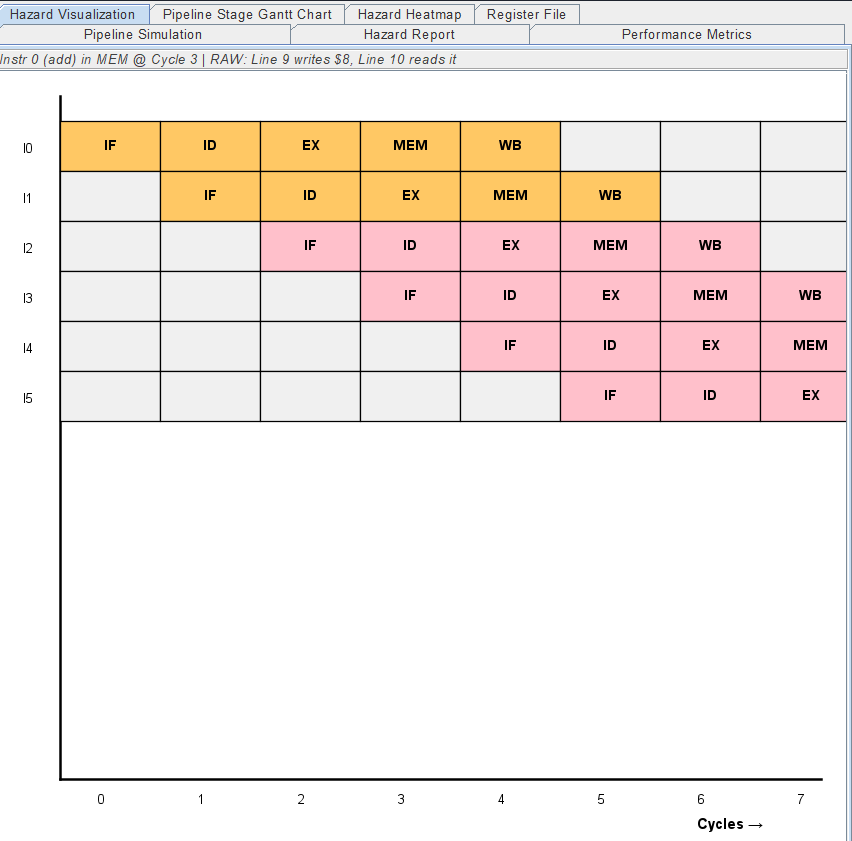 Hazard Visualization Pipeline Stage Gantt Chart Hazard Heatmap Register File
Pipeline Simulation Hazard Report Performance Metrics
Instr 0 (add) in MEM @ Cycle 3 | RAW: Line 9 writes $8, Line 10 reads it
I0 IF ID EX MEM WB
I1 IF ID EX MEM WB
I2 IF ID EX MEM WB
I3 IF ID EX MEM WB
I4 IF ID EX MEM
I5 IF ID EX
0 1 2 3 4 5 6 7
Cycles →